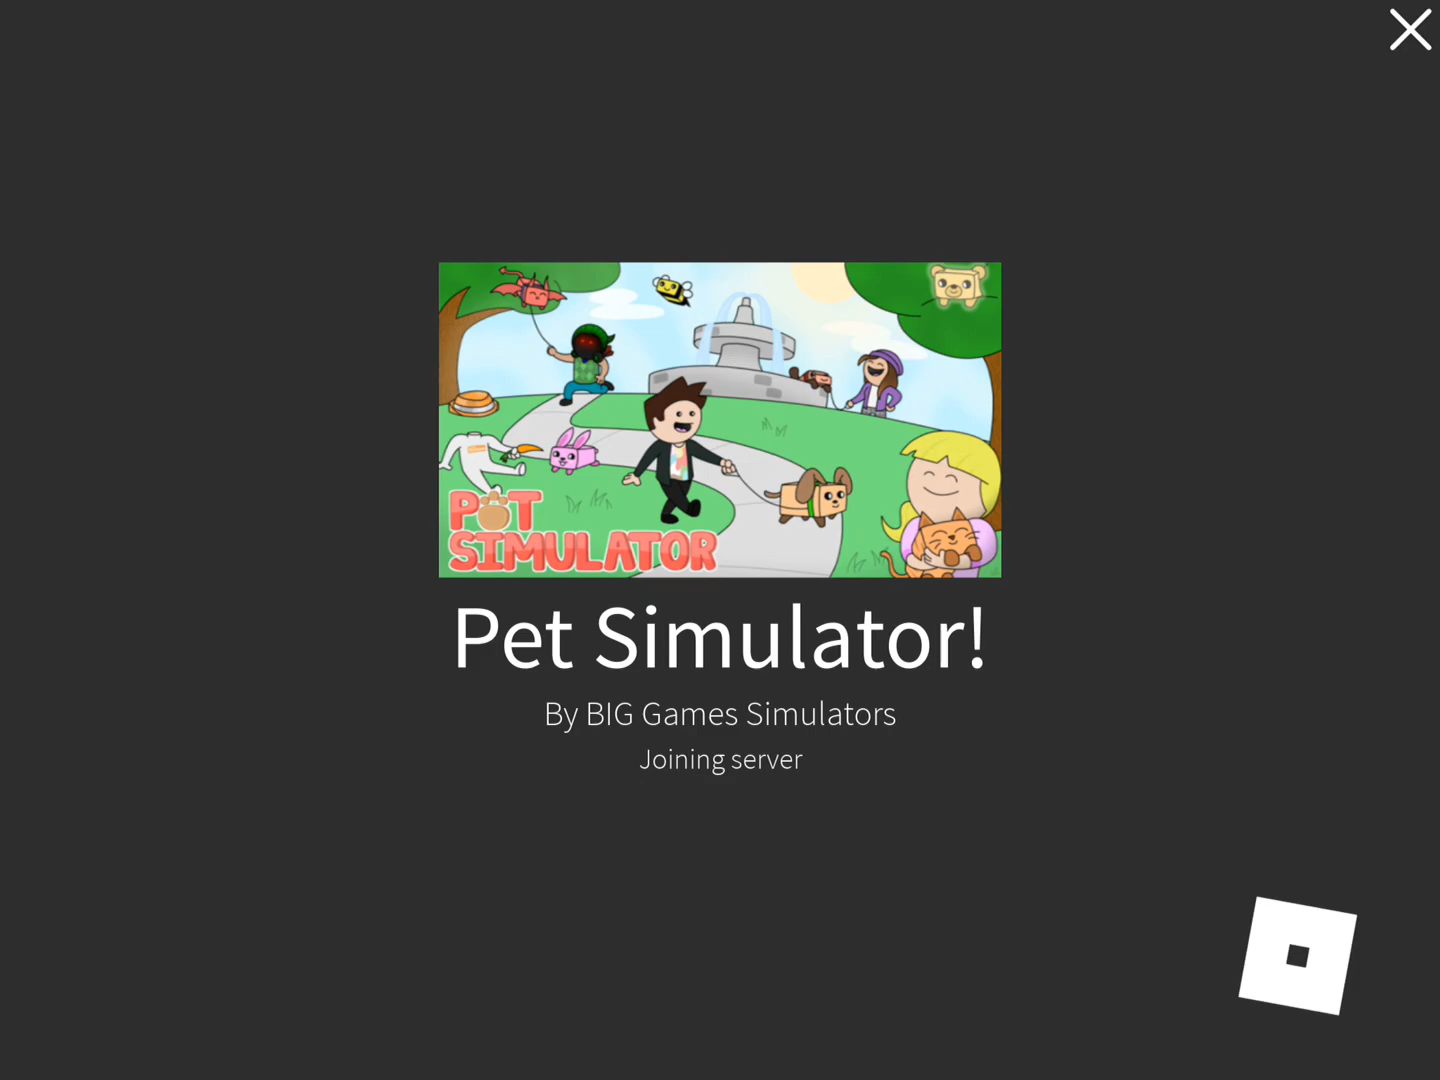 PET
SIMULATOR
Pet Simulator!
By BIG Games Simulators
Joining server